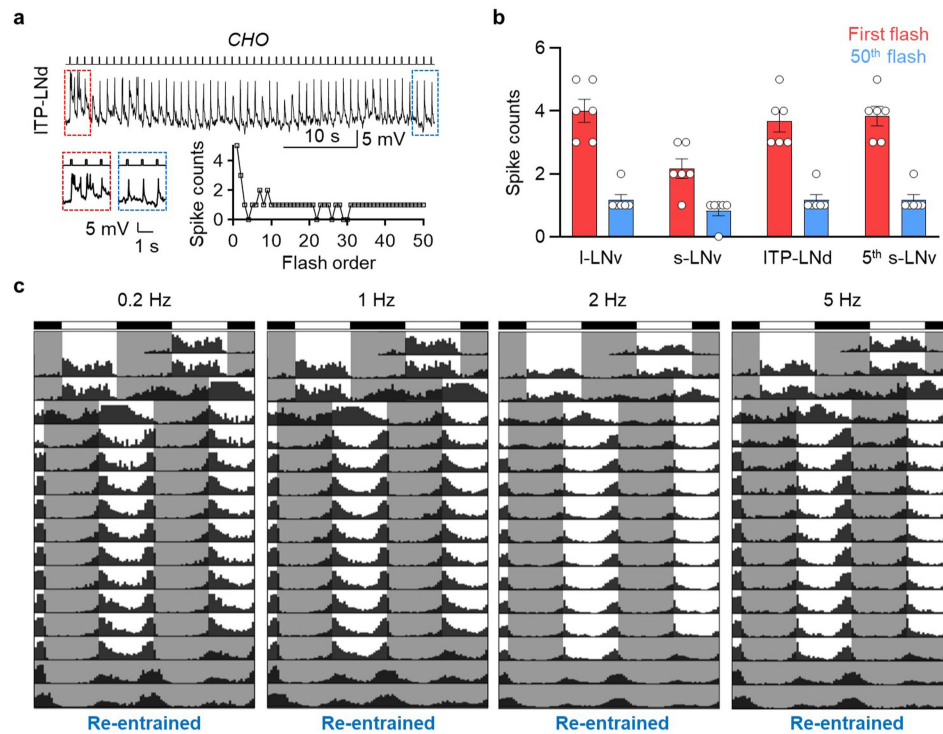 a
CHO
ITP-LNd
10 s
5 mV
5 mV
1 s
Spike counts
4
2
0
0 10 20 30 40 50
Flash order
b
First flash
50th flash
Spike counts
6
4
2
0
l-LNv s-LNv ITP-LNd 5th s-LNv
c
0.2 Hz 1 Hz 2 Hz 5 Hz
Re-entrained Re-entrained Re-entrained Re-entrained